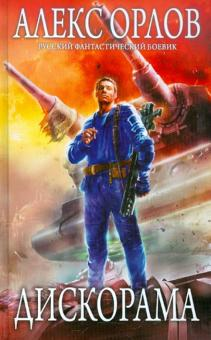 АЛЕКС ОРЛОВ
РУССКИЙ ФАНТАСТИЧЕСКИЙ БОЕВИК
ДИСКОРАМА